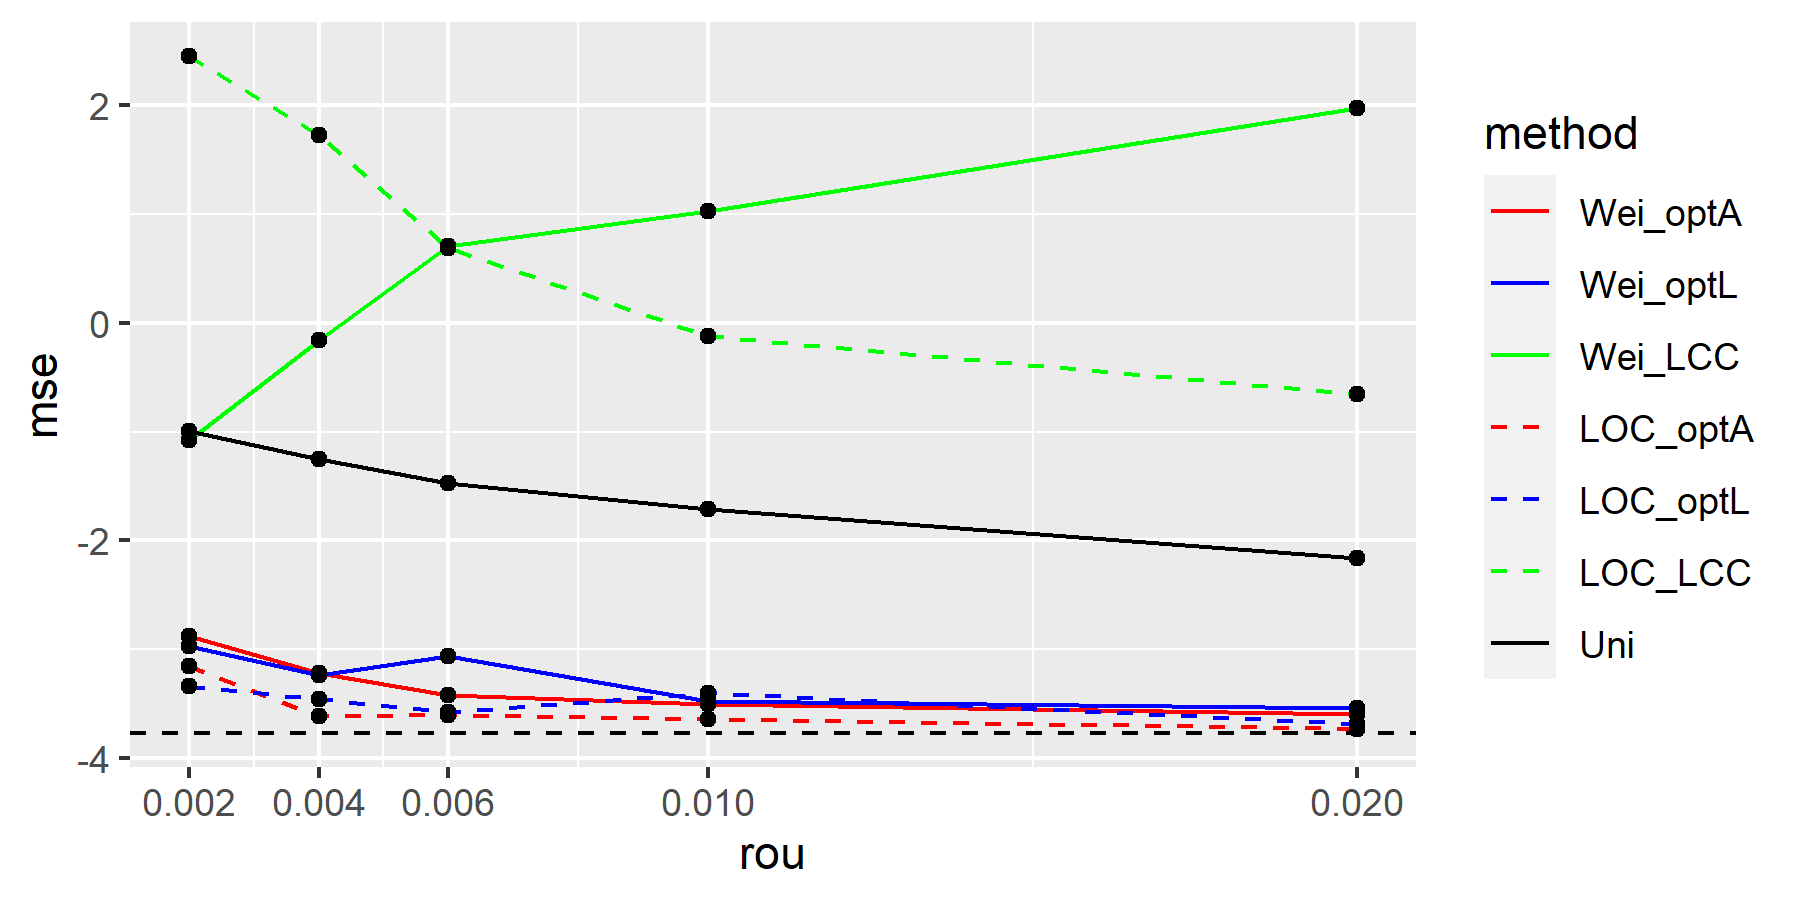 2
0
-2
-4
mse
0.002 0.004 0.006 0.010 0.020
rou
method
Wei_optA
Wei_optL
Wei_LCC
LOC_optA
LOC_optL
LOC_LCC
Uni